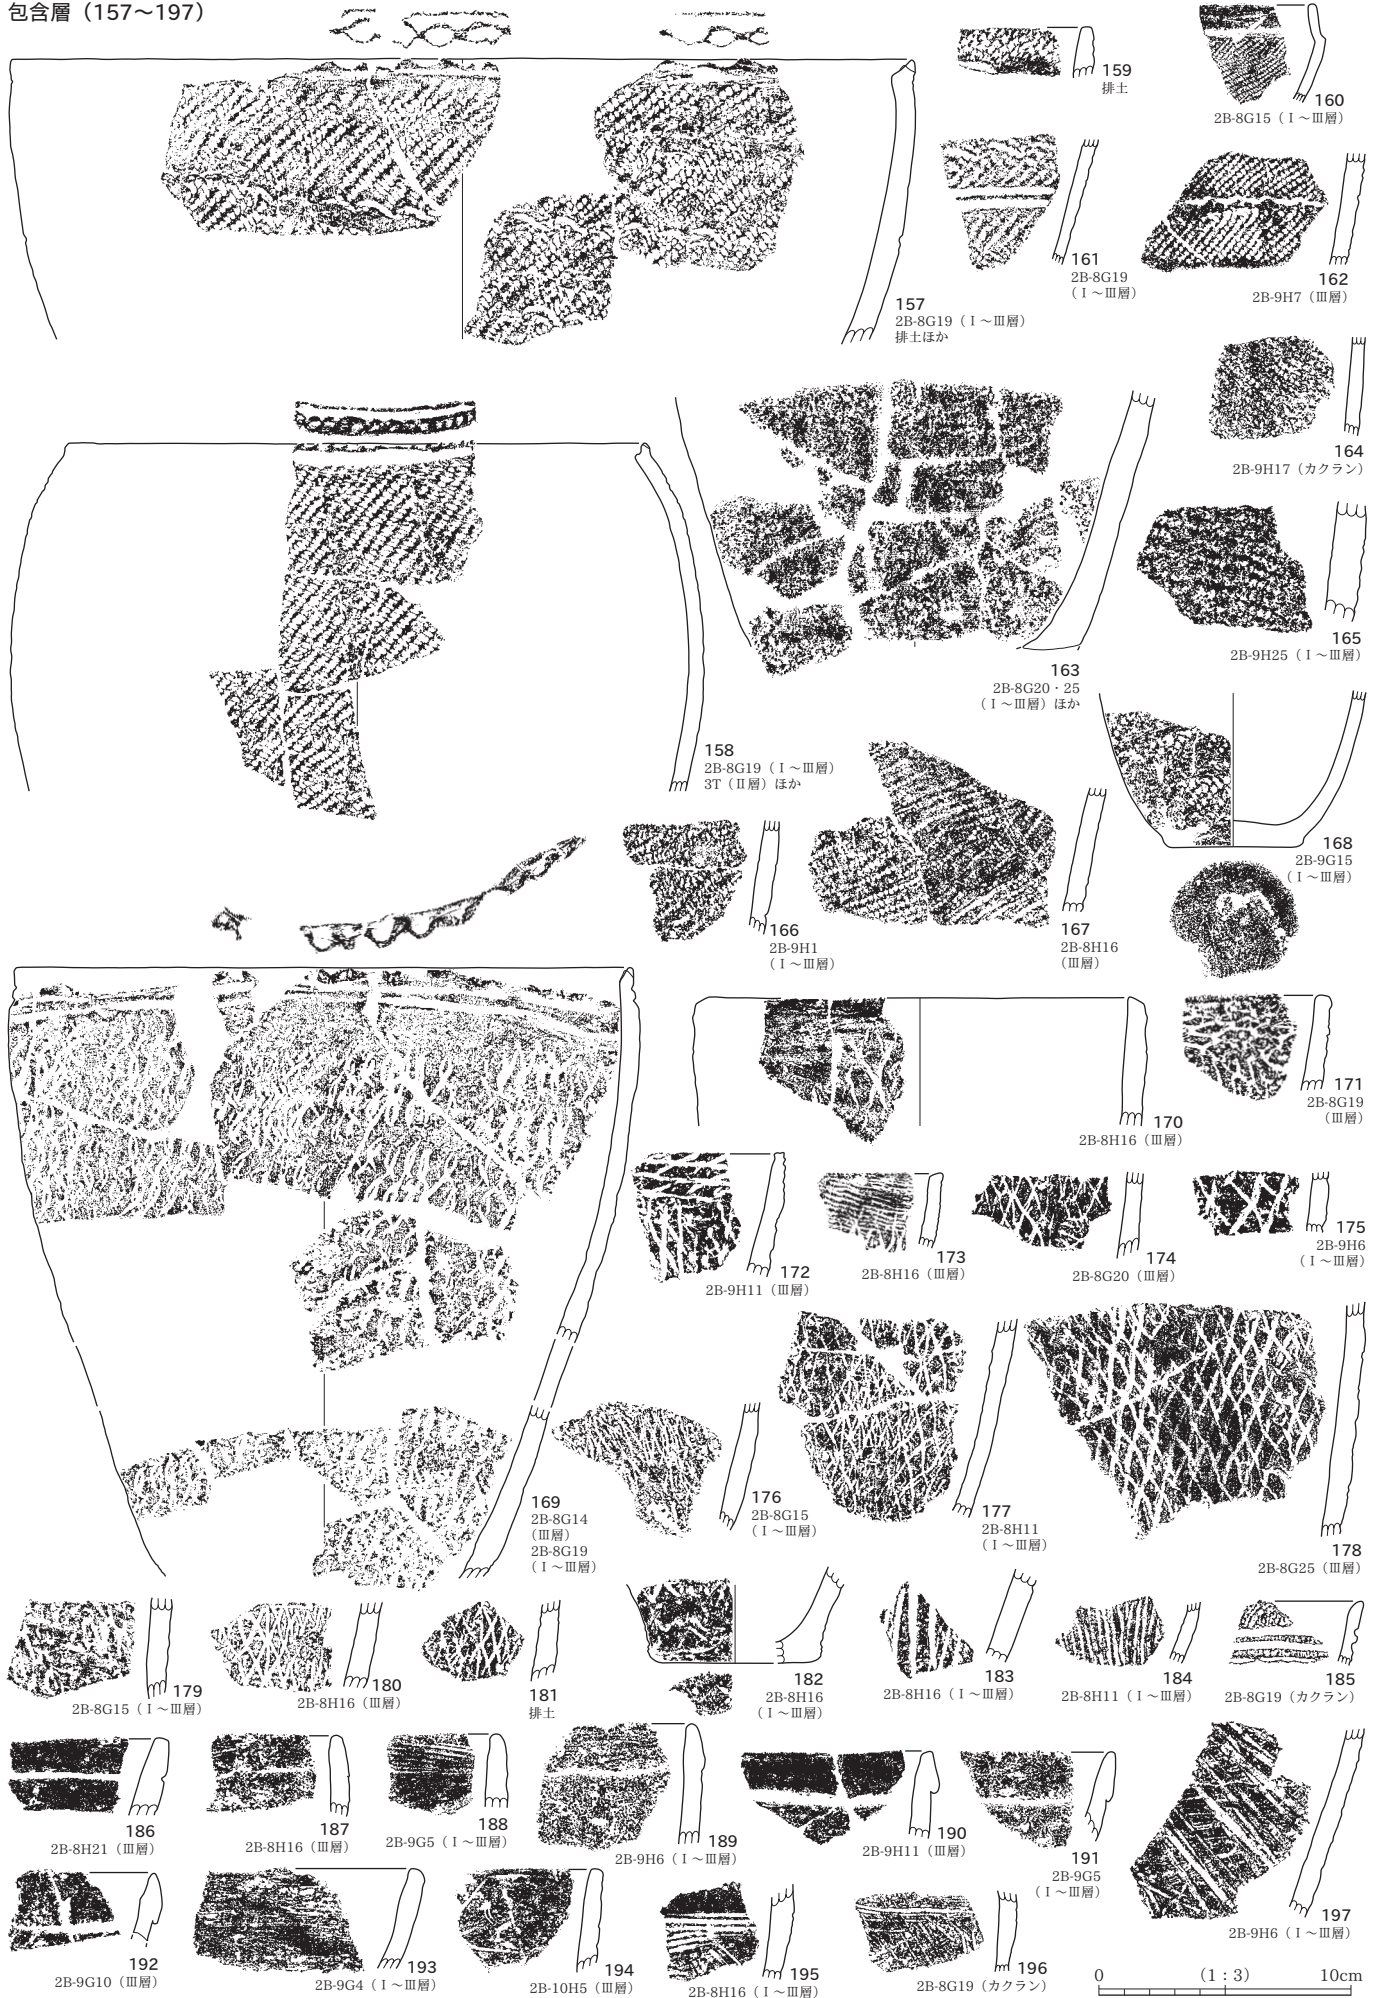 包含層（157～197）
159
排土
160
2B-8G15（Ⅰ～Ⅲ層）
161
2B-8G19
（Ⅰ～Ⅲ層）
162
2B-9H7（Ⅲ層）
157
2B-8G19（Ⅰ～Ⅲ層）
排土ほか
164
2B-9H17（カクラン）
165
2B-9H25（Ⅰ～Ⅲ層）
163
2B-8G20・25
（Ⅰ～Ⅲ層）ほか
158
2B-8G19（Ⅰ～Ⅲ層）
3T（Ⅱ層）ほか
168
2B-9G15
（Ⅰ～Ⅲ層）
166
2B-9H1
（Ⅰ～Ⅲ層）
167
2B-8H16
（Ⅲ層）
170
2B-8H16（Ⅲ層）
171
2B-8G19
（Ⅲ層）
172
2B-9H11（Ⅲ層）
173
2B-8H16（Ⅲ層）
174
2B-8G20（Ⅲ層）
175
2B-9H6
（Ⅰ～Ⅲ層）
169
2B-8G14
（Ⅲ層）
2B-8G19
（Ⅰ～Ⅲ層）
176
2B-8G15
（Ⅰ～Ⅲ層）
177
2B-8H11
（Ⅰ～Ⅲ層）
178
2B-8G25（Ⅲ層）
179
2B-8G15（Ⅰ～Ⅲ層）
180
2B-8H16（Ⅲ層）
181
排土
182
2B-8H16
（Ⅰ～Ⅲ層）
183
2B-8H16（Ⅰ～Ⅲ層）
184
2B-8H11（Ⅰ～Ⅲ層）
185
2B-8G19（カクラン）
186
2B-8H21（Ⅲ層）
187
2B-8H16（Ⅲ層）
188
2B-9G5（Ⅰ～Ⅲ層）
189
2B-9H6（Ⅰ～Ⅲ層）
190
2B-9H11（Ⅲ層）
191
2B-9G5
（Ⅰ～Ⅲ層）
192
2B-9G10（Ⅲ層）
193
2B-9G4（Ⅰ～Ⅲ層）
194
2B-10H5（Ⅲ層）
195
2B-8H16（Ⅰ～Ⅲ層）
196
2B-8G19（カクラン）
197
2B-9H6（Ⅰ～Ⅲ層）
0 （1：3） 10cm